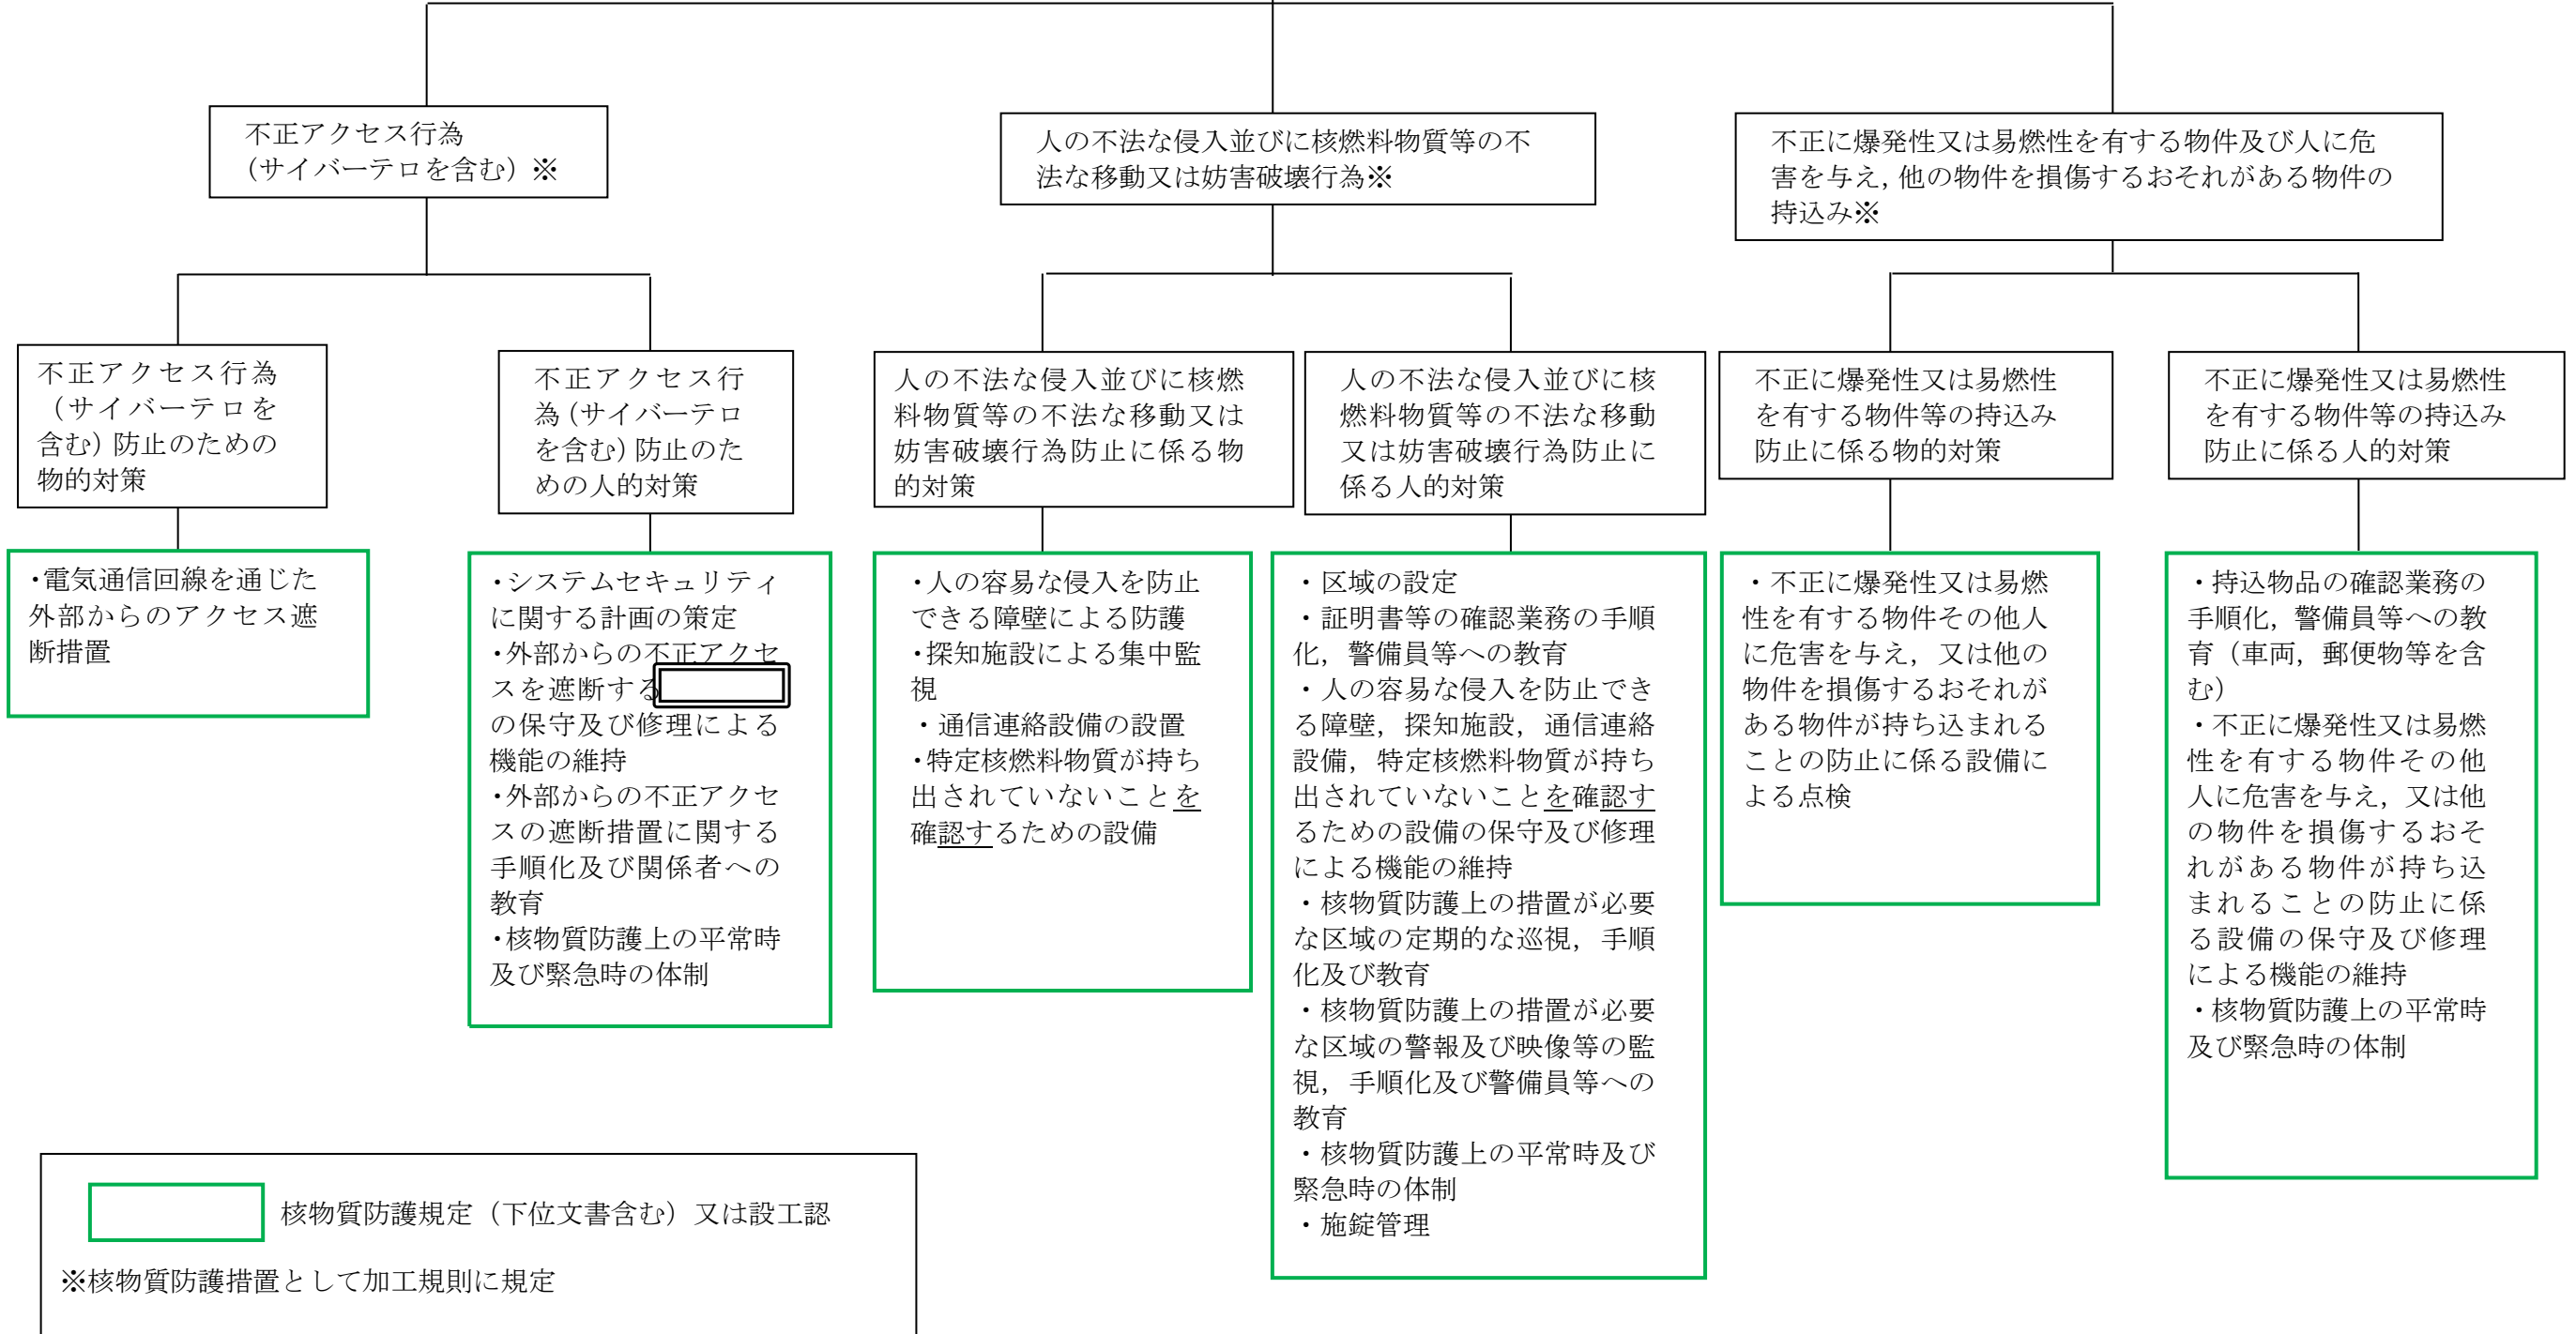 不正アクセス行為
（サイバーテロを含む）※
人の不法な侵入並びに核燃料物質等の不
法な移動又は妨害破壊行為※
不正に爆発性又は易燃性を有する物件及び人に危
害を与え，他の物件を損傷するおそれがある物件の
持込み※
不正アクセス行為
（サイバーテロを
含む）防止のための
物的対策
不正アクセス行
為（サイバーテロ
を含む）防止のた
めの人的対策
人の不法な侵入並びに核燃
料物質等の不法な移動又は
妨害破壊行為防止に係る物
的対策
人の不法な侵入並びに核
燃料物質等の不法な移動
又は妨害破壊行為防止に
係る人的対策
不正に爆発性又は易燃性
を有する物件等の持込み
防止に係る物的対策
不正に爆発性又は易燃性
を有する物件等の持込み
防止に係る人的対策
・電気通信回線を通じた
外部からのアクセス遮
断措置
・システムセキュリティ
に関する計画の策定
・外部からの不正アクセ
スを遮断する
の保守及び修理による
機能の維持
・外部からの不正アクセ
スの遮断措置に関する
手順化及び関係者への
教育
・核物質防護上の平常時
及び緊急時の体制
・人の容易な侵入を防止
できる障壁による防護
・探知施設による集中監
視
・通信連絡設備の設置
・特定核燃料物質が持ち
出されていないことを
確認するための設備
・区域の設定
・証明書等の確認業務の手順
化，警備員等への教育
・人の容易な侵入を防止でき
る障壁，探知施設，通信連絡
設備，特定核燃料物質が持ち
出されていないことを確認す
るための設備の保守及び修理
による機能の維持
・核物質防護上の措置が必要
な区域の定期的な巡視，手順
化及び教育
・核物質防護上の措置が必要
な区域の警報及び映像等の監
視，手順化及び警備員等への
教育
・核物質防護上の平常時及び
緊急時の体制
・施錠管理
・不正に爆発性又は易燃
性を有する物件その他人
に危害を与え，又は他の
物件を損傷するおそれが
ある物件が持ち込まれる
ことの防止に係る設備に
よる点検
・持込物品の確認業務の
手順化，警備員等への教
育（車両，郵便物等を含
む）
・不正に爆発性又は易燃
性を有する物件その他
人に危害を与え，又は他
の物件を損傷するおそ
れがある物件が持ち込
まれることの防止に係
る設備の保守及び修理
による機能の維持
・核物質防護上の平常時
及び緊急時の体制
核物質防護規定（下位文書含む）又は設工認
※核物質防護措置として加工規則に規定